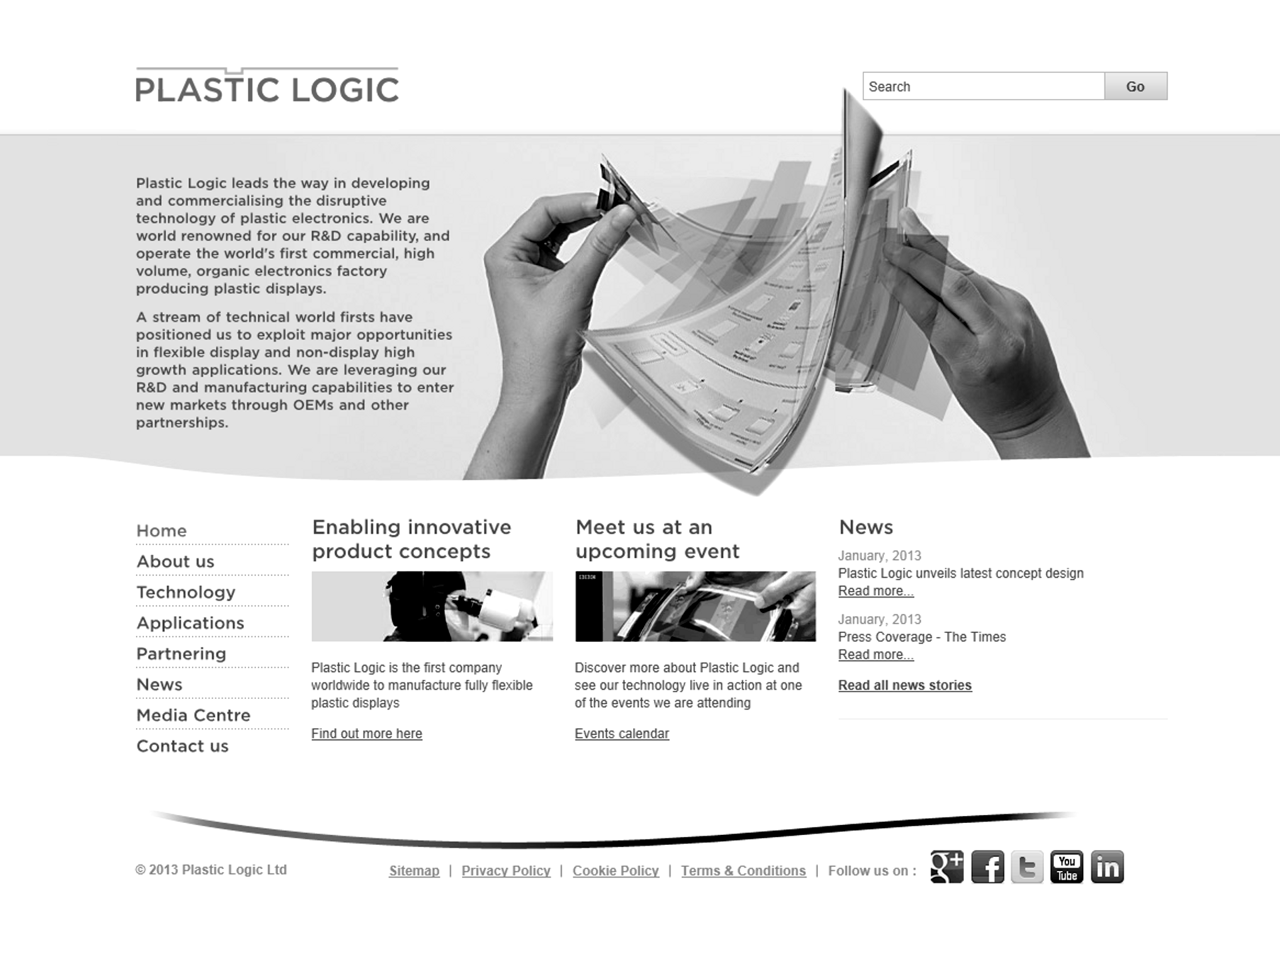 PLASTIC LOGIC
Search
Go
Plastic Logic leads the way in developing
and commercialising the disruptive
technology of plastic electronics. We are
world renowned for our R&D capability, and
operate the world's first commercial, high
volume, organic electronics factory
producing plastic displays.
A stream of technical world firsts have
positioned us to exploit major opportunities
in flexible display and non-display high
growth applications. We are leveraging our
R&D and manufacturing capabilities to enter
new markets through OEMs and other
partnerships.
Home
About us
Technology
Applications
Partnering
News
Media Centre
Contact us
Enabling innovative
product concepts
Plastic Logic is the first company
worldwide to manufacture fully flexible
plastic displays
Find out more here
Meet us at an
upcoming event
Discover more about Plastic Logic and
see our technology live in action at one
of the events we are attending
Events calendar
News
January, 2013
Plastic Logic unveils latest concept design
Read more...
January, 2013
Press Coverage - The Times
Read more...
Read all news stories
© 2013 Plastic Logic Ltd
Sitemap | Privacy Policy | Cookie Policy | Terms & Conditions | Follow us on :
g+ f t You Tube in